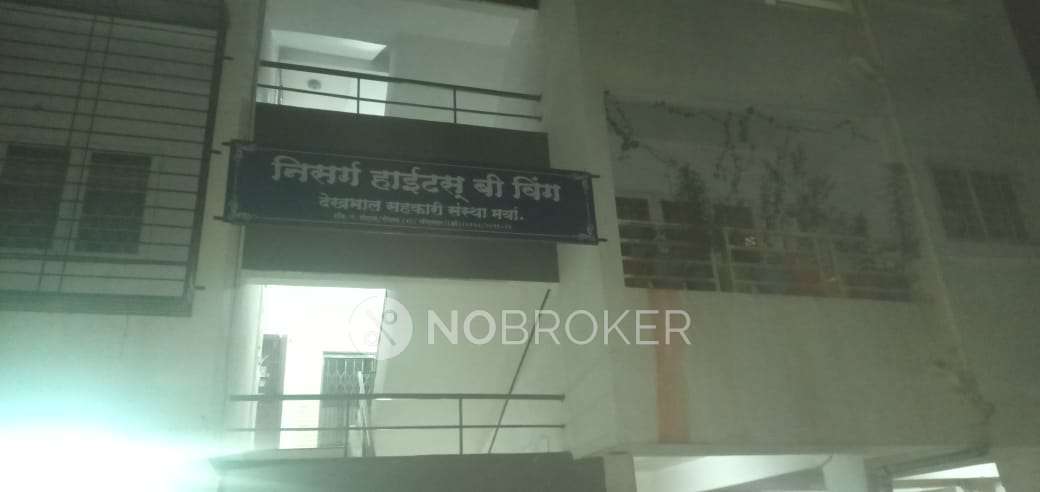 निसर्ग हाईटस् बी विंग
देखभाल सहकारी संस्था मर्या.
NOBROKER